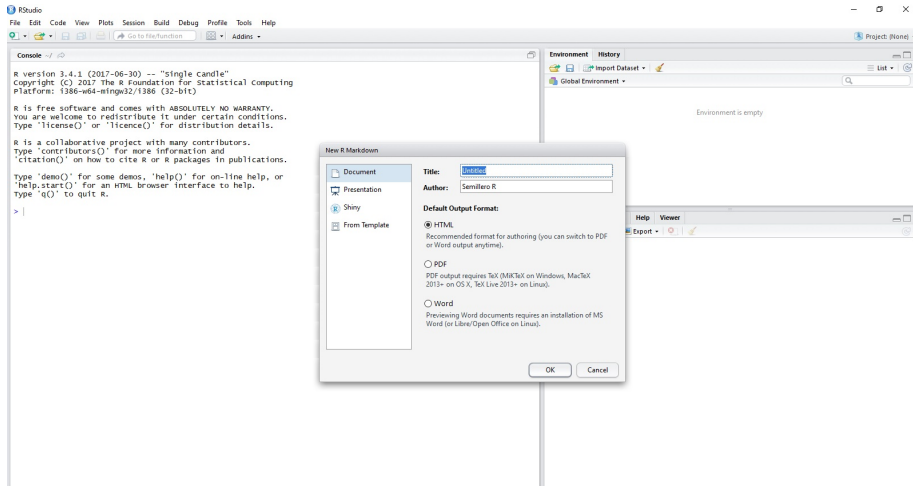 RStudio
File Edit Code View Plots Session Build Debug Profile Tools Help
Go to file/function Addins Project: (None)
Console ~/
R version 3.4.1 (2017-06-30) -- "Single Candle"
Copyright (C) 2017 The R Foundation for Statistical Computing
Platform: i386-w64-mingw32/i386 (32-bit)
R is free software and comes with ABSOLUTELY NO WARRANTY.
You are welcome to redistribute it under certain conditions.
Type 'license()' or 'licence()' for distribution details.
R is a collaborative project with many contributors.
Type 'contributors()' for more information and
'citation()' on how to cite R or R packages in publications.
Type 'demo()' for some demos, 'help()' for on-line help, or
'help.start()' for an HTML browser interface to help.
Type 'q()' to quit R.
>
Environment History
Import Dataset List
Global Environment
Environment is empty
Help Viewer
Export
New R Markdown
Document
Presentation
Shiny
From Template
Title: Untitled
Author: Semillero R
Default Output Format:
HTML
Recommended format for authoring (you can switch to PDF
or Word output anytime).
PDF
PDF output requires TeX (MiKTeX on Windows, MacTeX
2013+ on OS X, TeX Live 2013+ on Linux).
Word
Previewing Word documents requires an installation of MS
Word (or Libre/Open Office on Linux).
OK Cancel